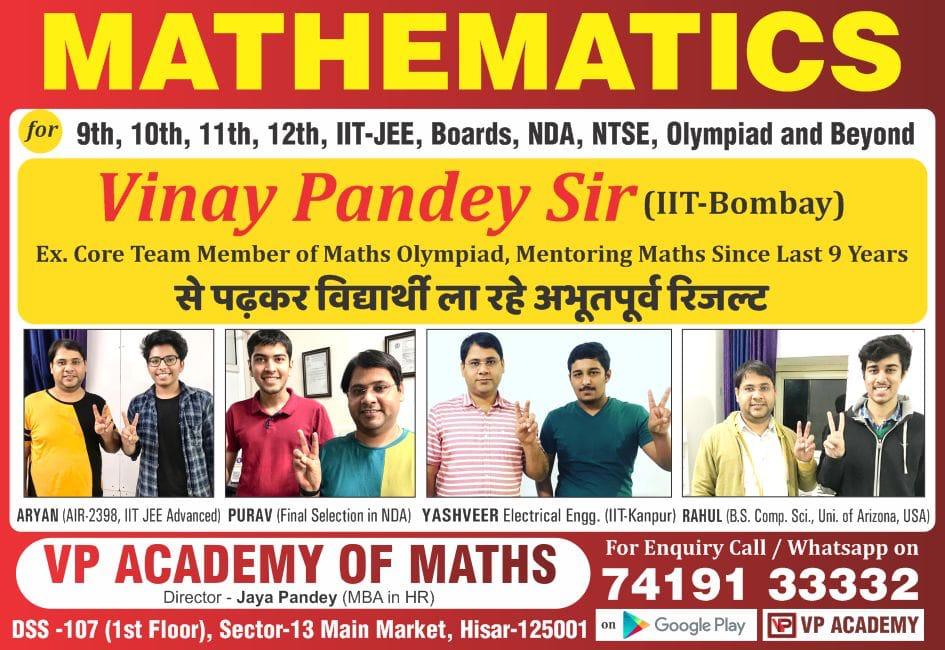 MATHEMATICS
for 9th, 10th, 11th, 12th, IIT-JEE, Boards, NDA, NTSE, Olympiad and Beyond
Vinay Pandey Sir (IIT-Bombay)
Ex. Core Team Member of Maths Olympiad, Mentoring Maths Since Last 9 Years
से पढ़कर विद्यार्थी ला रहे अभूतपूर्व रिजल्ट
ARYAN (AIR-2398, IIT JEE Advanced) PURAV (Final Selection in NDA) YASHVEER Electrical Engg. (IIT-Kanpur) RAHUL (B.S. Comp. Sci., Uni. of Arizona, USA)
VP ACADEMY OF MATHS
Director - Jaya Pandey (MBA in HR)
DSS -107 (1st Floor), Sector-13 Main Market, Hisar-125001
For Enquiry Call / Whatsapp on
74191 33332
on Google Play VP VP ACADEMY